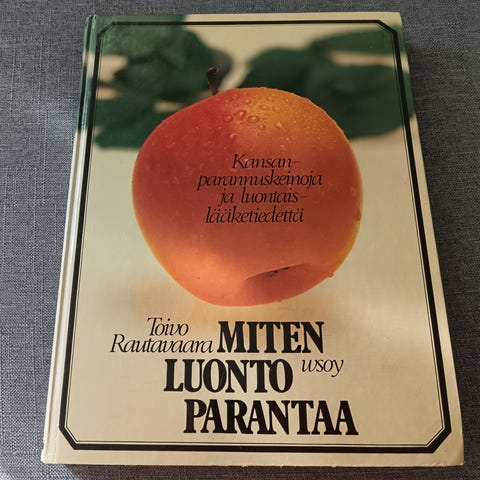 Kansan-
parannuskeinoja
ja luontais-
lääketiedettä
Toivo
Rautavaara MITEN
LUONTO wsoy
PARANTAA